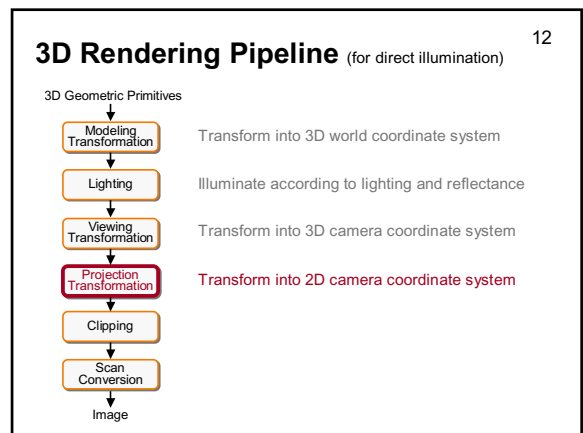 12
3D Rendering Pipeline (for direct illumination)
3D Geometric Primitives
Modeling
Transformation
Transform into 3D world coordinate system
Lighting
Illuminate according to lighting and reflectance
Viewing
Transformation
Transform into 3D camera coordinate system
Projection
Transformation
Transform into 2D camera coordinate system
Clipping
Scan
Conversion
Image